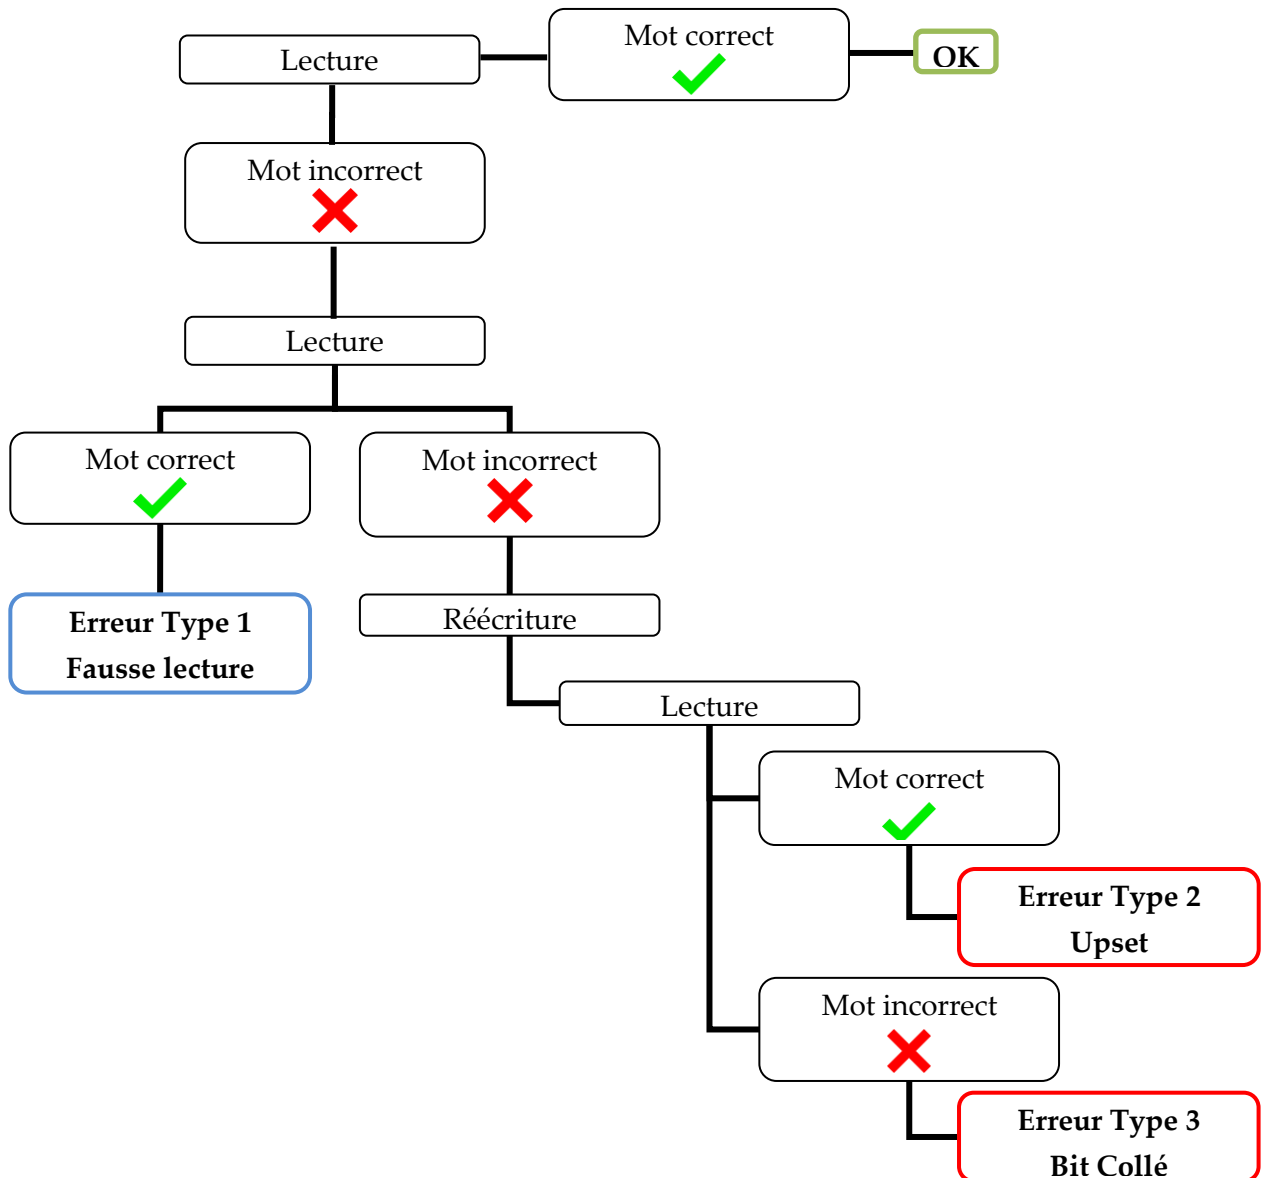 Lecture
Mot correct
OK
Mot incorrect
Lecture
Mot correct
Mot incorrect
Erreur Type 1
Fausse lecture
Réécriture
Lecture
Mot correct
Erreur Type 2
Upset
Mot incorrect
Erreur Type 3
Bit Collé